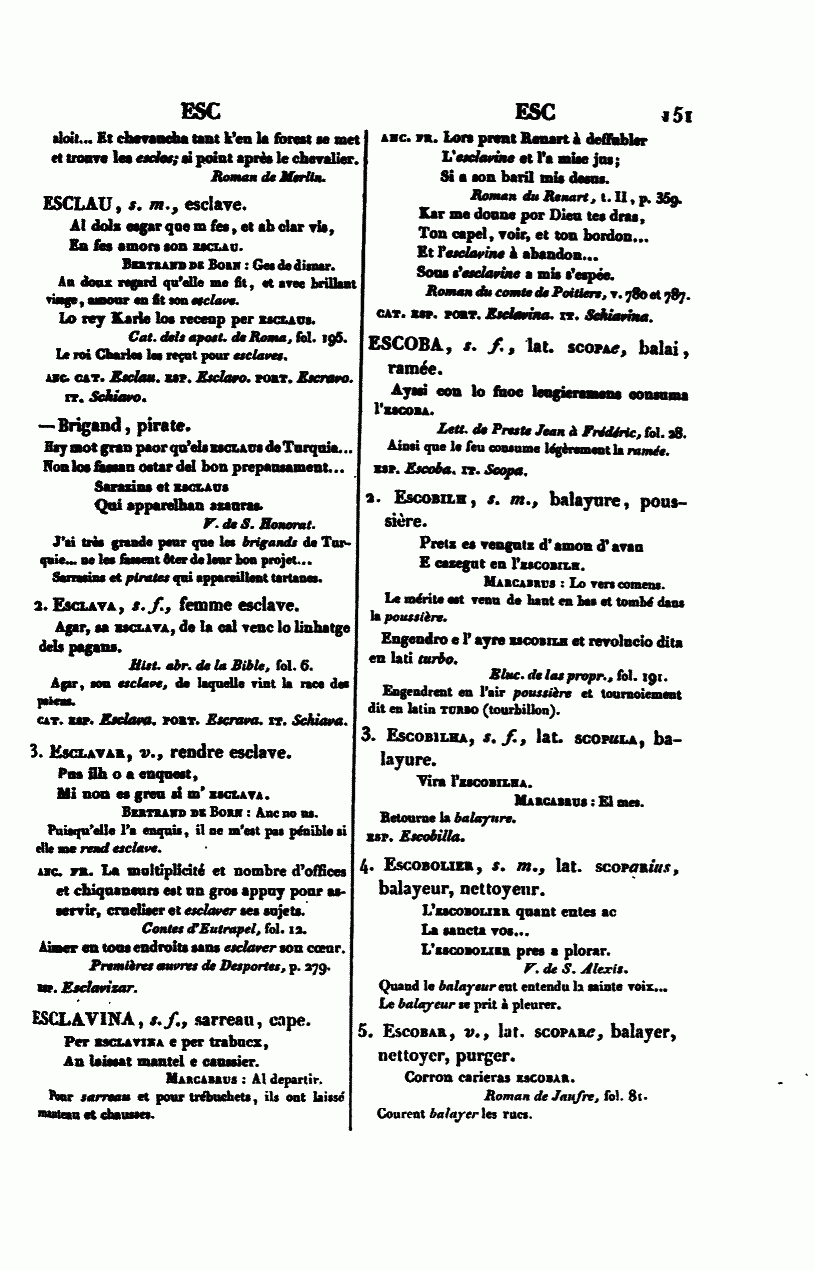 ESC
ESC 151
aloit... Et chevaucha tant k'en la forest se met
et trouve les escles; si point après le chevalier.
Roman de Merlin.
ESCLAU, s. m., esclave.
Al dolz esgar que m fes, et ab clar vis,
En fes amors son ESCLAU.
BERTRAND DE BORN : Ges de disnar.
Au doux regard qu'elle me fit, et avec brillant
visage, amour en fit son esclave.
Lo rey Karle los receup per ESCLAUS.
Cat. dels apost. de Roma, fol. 195.
Le roi Charles les reçut pour esclaves.
ANC. CAT. Esclau. ESP. Esclavo. PORT. Escravo.
IT. Schiavo.
— Brigand, pirate.
Hay mot gran paor qu'els ESCLAUS de Turquia...
Non los fassan ostar del bon prepausament...
Sarazins et ESCLAUS
Qui apparelhan azauras.
V. de S. Honorat.
J'ai très grande peur que les brigands de Tur-
quie... ne les fassent ôter de leur bon projet...
Sarrasins et pirates qui appareillent tartanes.
2. ESCLAVA, s. f., femme esclave.
Agar, sa ESCLAVA, de la cal venc lo linhatge
dels pagans.
Hist. abr. de la Bible, fol. 6.
Agar, son esclave, de laquelle vint la race des
païens.
CAT. ESP. Esclava. PORT. Escrava. IT. Schiava.
3. ESCLAVAR, v., rendre esclave.
Pus ilh o a enquest,
Mi non es greu si m' ESCLAVA.
BERTRAND DE BORN : Anc no ns.
Puisqu'elle l'a enquis, il ne m'est pas pénible si
elle me rend esclave.
ANC. FR. La multiplicité et nombre d'offices
et chiquaneurs est un gros appuy pour as-
servir, crueliser et esclaver ses sujets.
Contes d'Eutrapel, fol. 12.
Aimer en tous endroits sans esclaver son cœur.
Premières œuvres de Desportes, p. 279.
ESP. Esclavizar.
ESCLAVINA, s. f., sarreau, cape.
Per ESCLAVINA e per trabucx,
An laissat mantel e caussier.
MARCABRUS : Al departir.
Pour sarreau et pour trébuchets, ils ont laissé
manteau et chausses.
ANC. FR. Lors prent Renart à deffubler
L'esclavine et l'a mise jus;
Si a son baril mis desus.
Roman du Renart, t. II, p. 359.
Kar me donne por Dieu tes dras,
Ton capel, voir, et ton bordon...
Et l'esclavine à abandon...
Sous s'esclavine a mis s'espée.
Roman du comte de Poitiers, v. 780 et 787.
CAT. ESP. PORT. Esclavina. IT. Schiavina.
ESCOBA, s. f., lat. SCOPAe, balai,
ramée.
Ayssi con lo fuoc leugieramens consuma
l'ESCOBA.
Lett. de Preste Jean à Frédéric, fol. 28.
Ainsi que le feu consume légèrement la ramée.
ESP. Escoba. IT. Scopa.
2. ESCOBILH, s. m., balayure, pous-
sière.
Pretz es vengutz d'amon d'avan
E cazegut en l'ESCOBILH.
MARCABRUS : Lo vers comens.
Le mérite est venu de haut en bas et tombé dans
la poussière.
Engendro e l' ayre ESCOBILH et revolucio dita
en lati turbo.
Eluc. de las propr., fol. 191.
Engendrent en l'air poussière et tournoiement
dit en latin TURBO (tourbillon).
3. ESCOBILHA, s. f., lat. SCOPULA, ba-
layure.
Vira l'ESCOBILHA.
MARCABRUS : El mes.
Retourne la balayure.
ESP. Escobilla.
4. ESCOBOLIER, s. m., lat. SCOPARius,
balayeur, nettoyeur.
L'ESCOBOLIER quant entes ac
La sancta vos...
L'ESCOBOLIER pres a plorar.
V. de S. Alexis.
Quand le balayeur eut entendu la sainte voix...
Le balayeur se prit à pleurer.
5. ESCOBAR, v., lat. SCOPARe, balayer,
nettoyer, purger.
Corron carieras ESCOBAR.
Roman de Jaufre, fol. 81.
Courent balayer les rues.